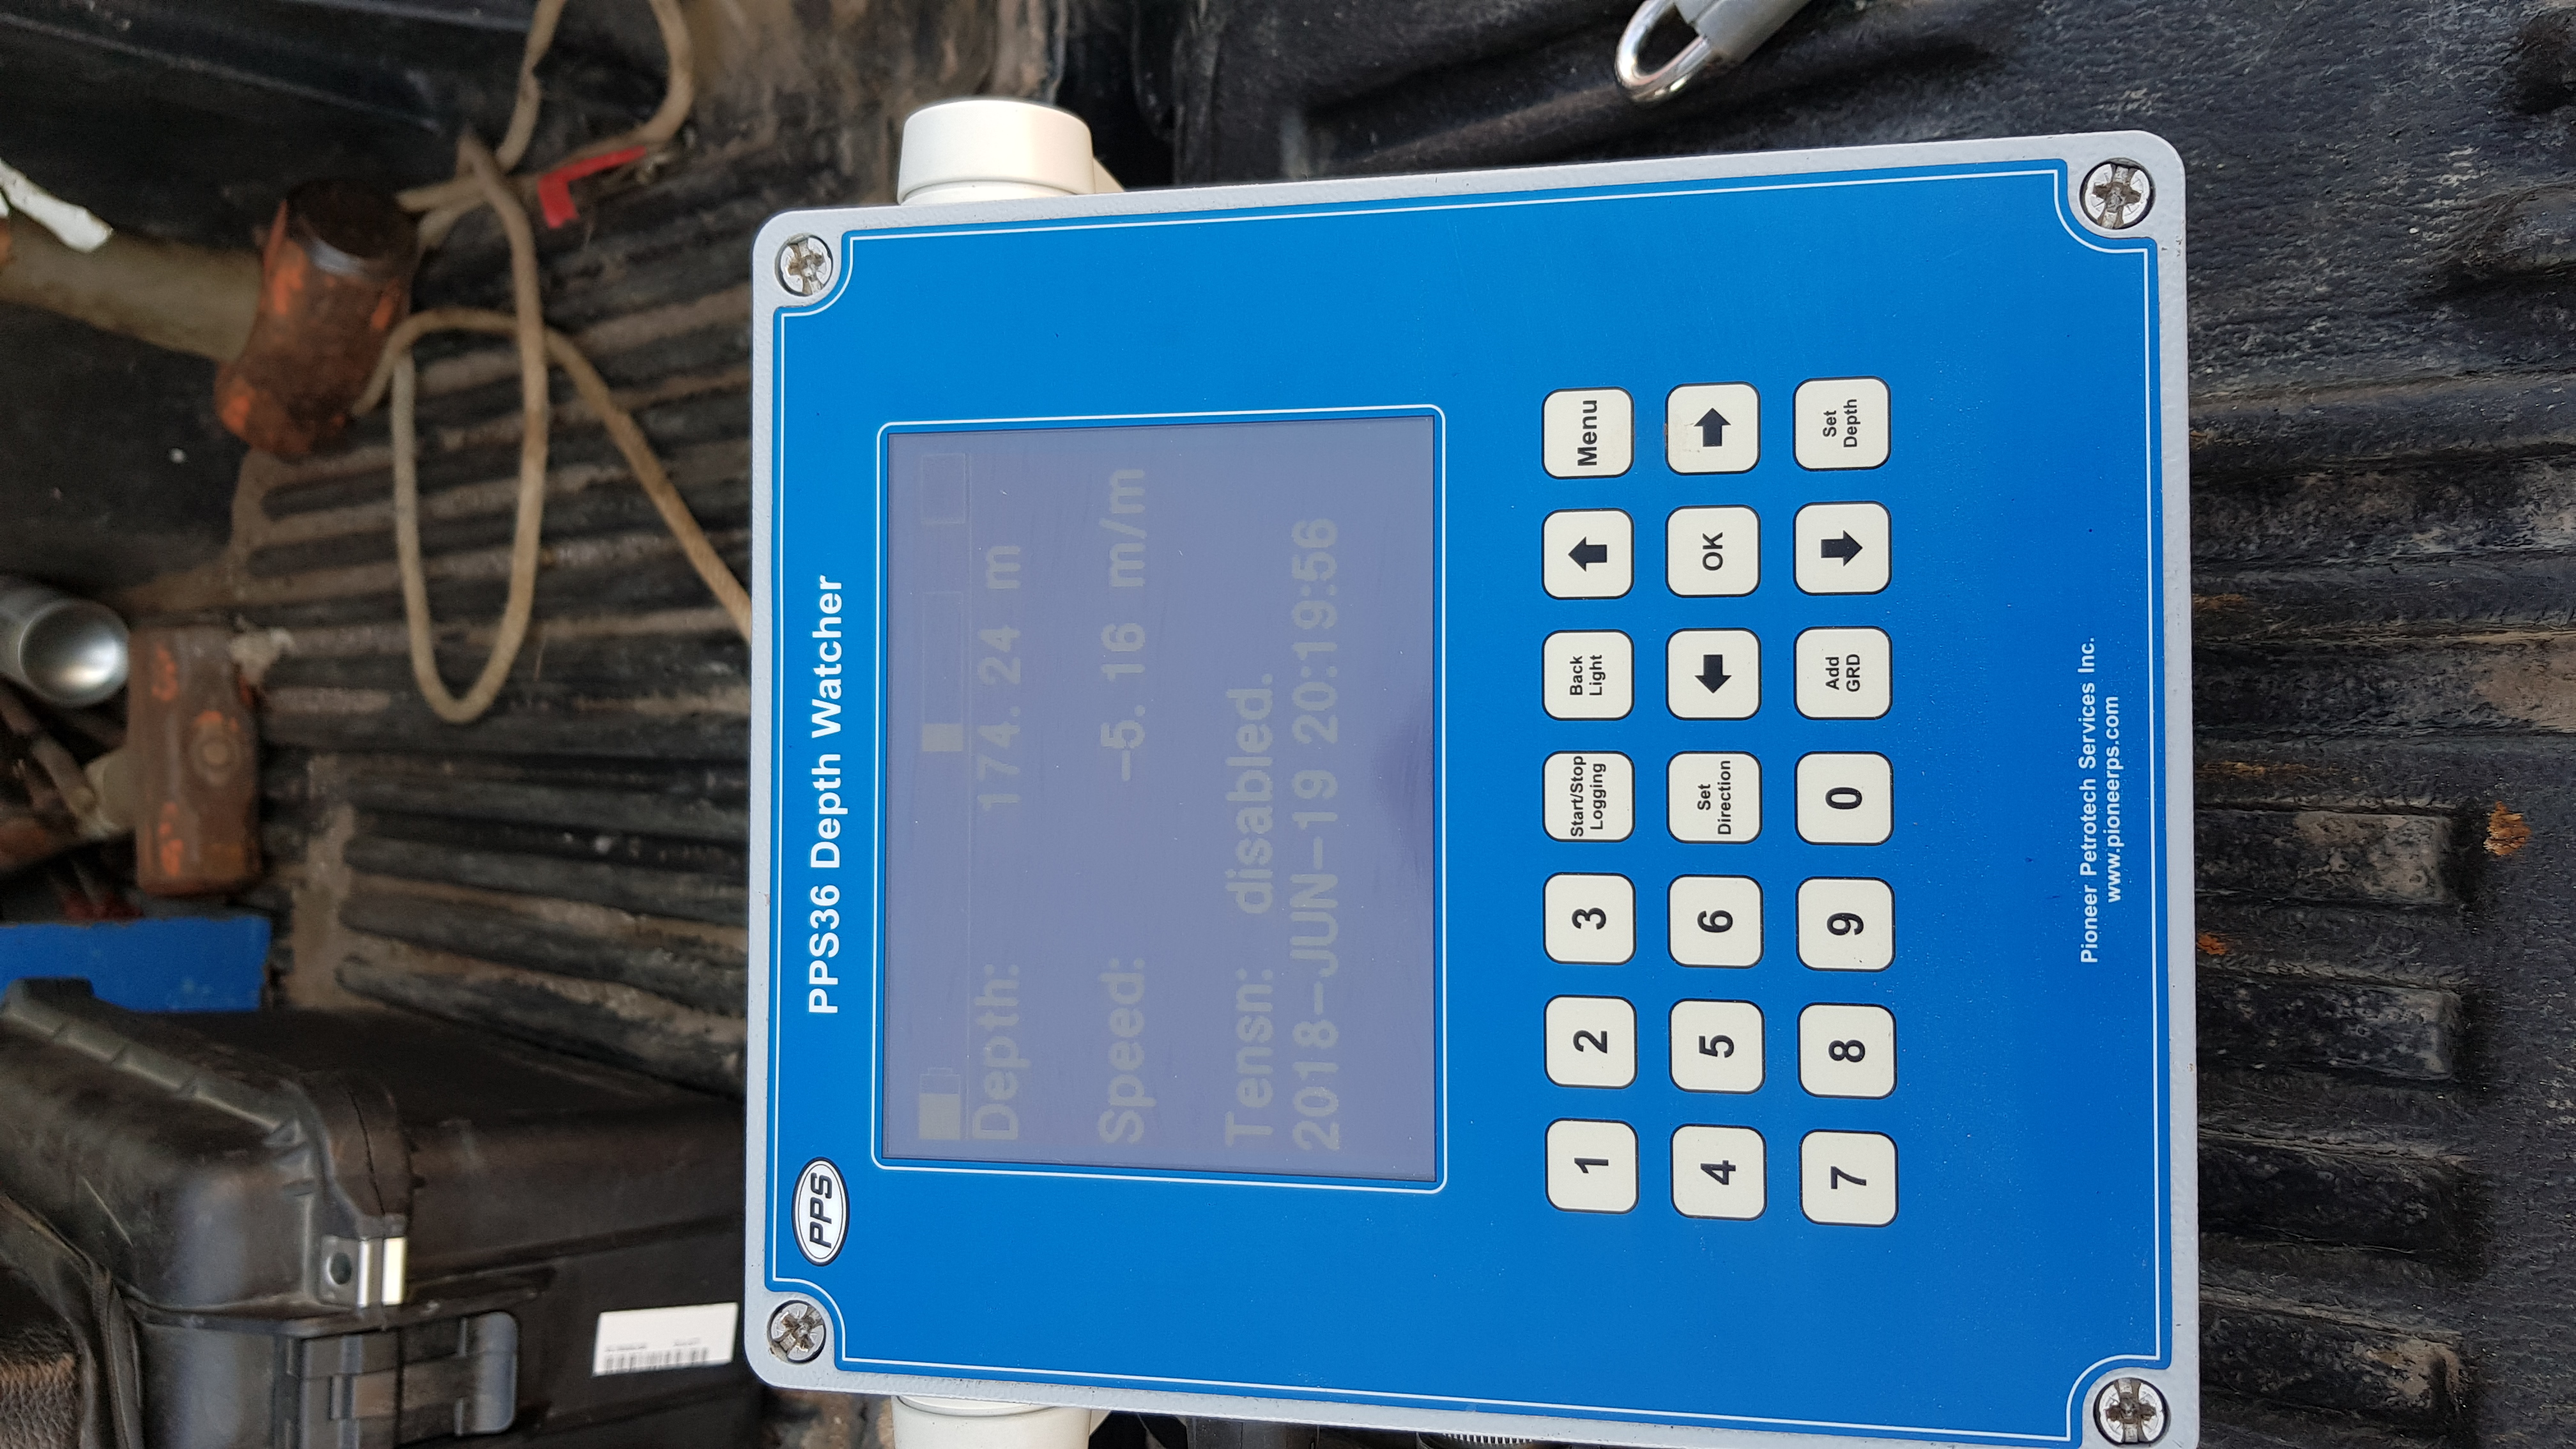 PPS
PPS36 Depth Watcher
Depth: 174.24 m
Speed: -5.16 m/m
Tensn: disabled.
2018-JUN-19 20:19:56
1 2 3 Start/Stop Logging Back Light Menu
4 5 6 Set Direction OK
7 8 9 0 Add GRD Set Depth
Pioneer Petrotech Services Inc.
www.pioneerps.com